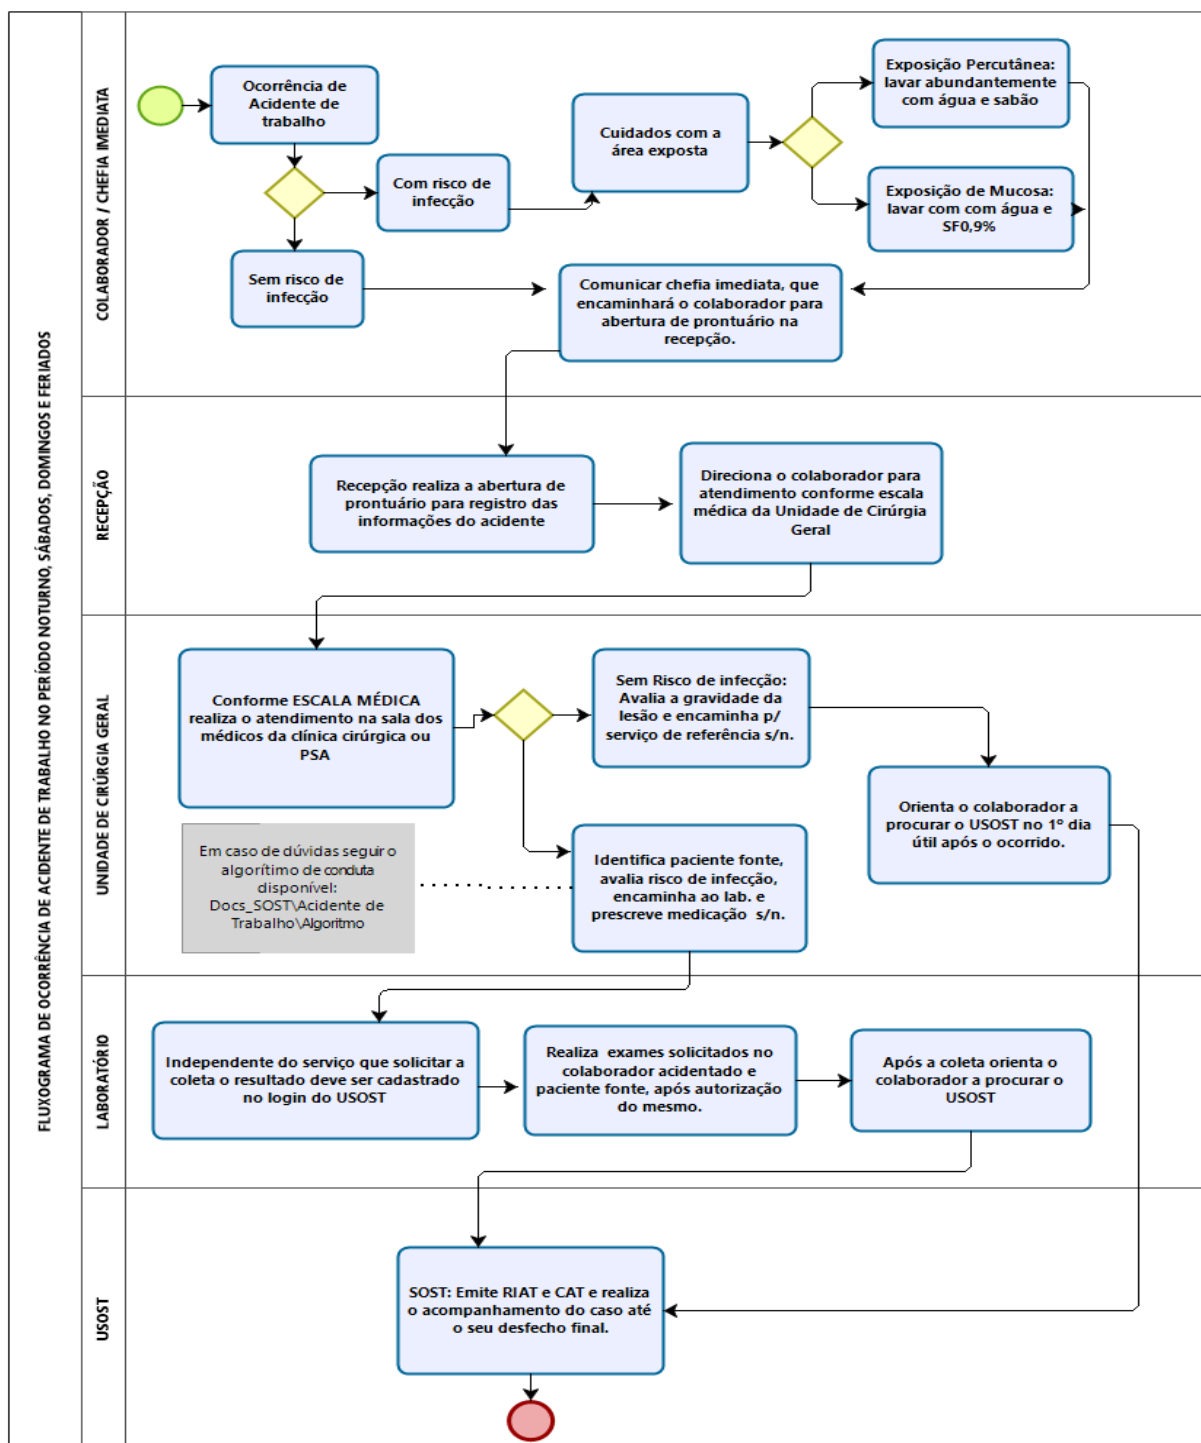 FLUXOGRAMA DE OCORRÊNCIA DE ACIDENTE DE TRABALHO NO PERÍODO NOTURNO, SÁBADOS, DOMINGOS E FERIADOS
COLABORADOR / CHEFIA IMEDIATA
Ocorrência de
Acidente de
trabalho
Com risco de
infecção
Sem risco de
infecção
Cuidados com a
área exposta
Exposição Percutânea:
lavar abundantemente
com água e sabão
Exposição de Mucosa:
lavar com com água e
SF0,9%
Comunicar chefia imediata, que
encaminhará o colaborador para
abertura de prontuário na
recepção.
RECEPÇÃO
Recepção realiza a abertura de
prontuário para registro das
informações do acidente
Direciona o colaborador para
atendimento conforme escala
médica da Unidade de Cirúrgia
Geral
UNIDADE DE CIRÚRGIA GERAL
Conforme ESCALA MÉDICA
realiza o atendimento na sala dos
médicos da clínica cirúrgica ou
PSA
Sem Risco de infecção:
Avalia a gravidade da
lesão e encaminha p/
serviço de referência s/n.
Orienta o colaborador a
procurar o USOST no 1º dia
útil após o ocorrido.
Em caso de dúvidas seguir o
algorítimo de conduta
disponível:
Docs_SOST\Acidente de
Trabalho\Algoritmo
Identifica paciente fonte,
avalia risco de infecção,
encaminha ao lab. e
prescreve medicação s/n.
LABORATÓRIO
Independente do serviço que solicitar a
coleta o resultado deve ser cadastrado
no login do USOST
Realiza exames solicitados no
colaborador acidentado e
paciente fonte, após autorização
do mesmo.
Após a coleta orienta o
colaborador a procurar o
USOST
USOST
SOST: Emite RIAT e CAT e realiza
o acompanhamento do caso até
o seu desfecho final.